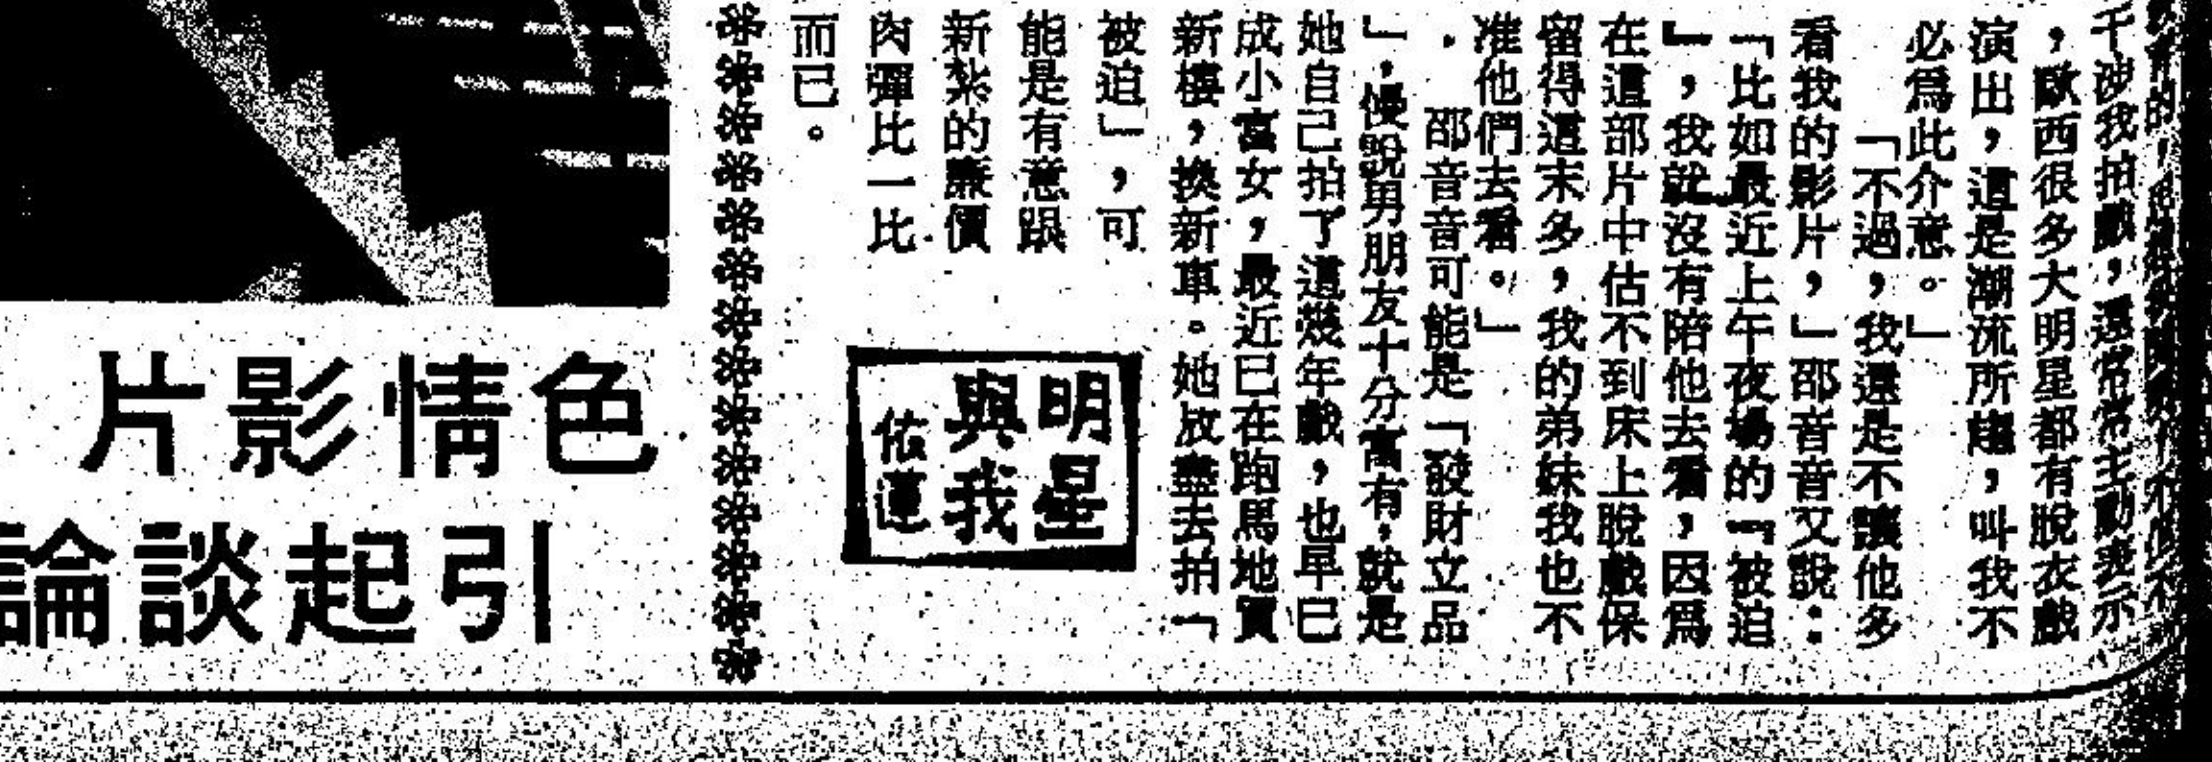 干涉我拍戲，還常常主動表示
，歐西很多大明星都有脫衣戲
演出，這是潮流所趨，叫我不
必爲此介意。」
「不過，我還是不讓他多
看我的影片，」邵音音又說：
「比如最近上午夜場的『被迫
』，我就沒有陪他去看，因爲
在這部片中估不到床上脫戲保
留得這末多，我的弟妹我也不
准他們去看。」
．邵音音可能是「發財立品
」，慢說男朋友十分富有，就是
她自己拍了這幾年戲，也早已
成小富女，最近已在跑馬地買
新樓，換新車。她放盡去拍「
被迫」，可
能是有意跟
新紮的廉價
肉彈比一比
而已。
明星
與我
依運
色情影片
引起談論